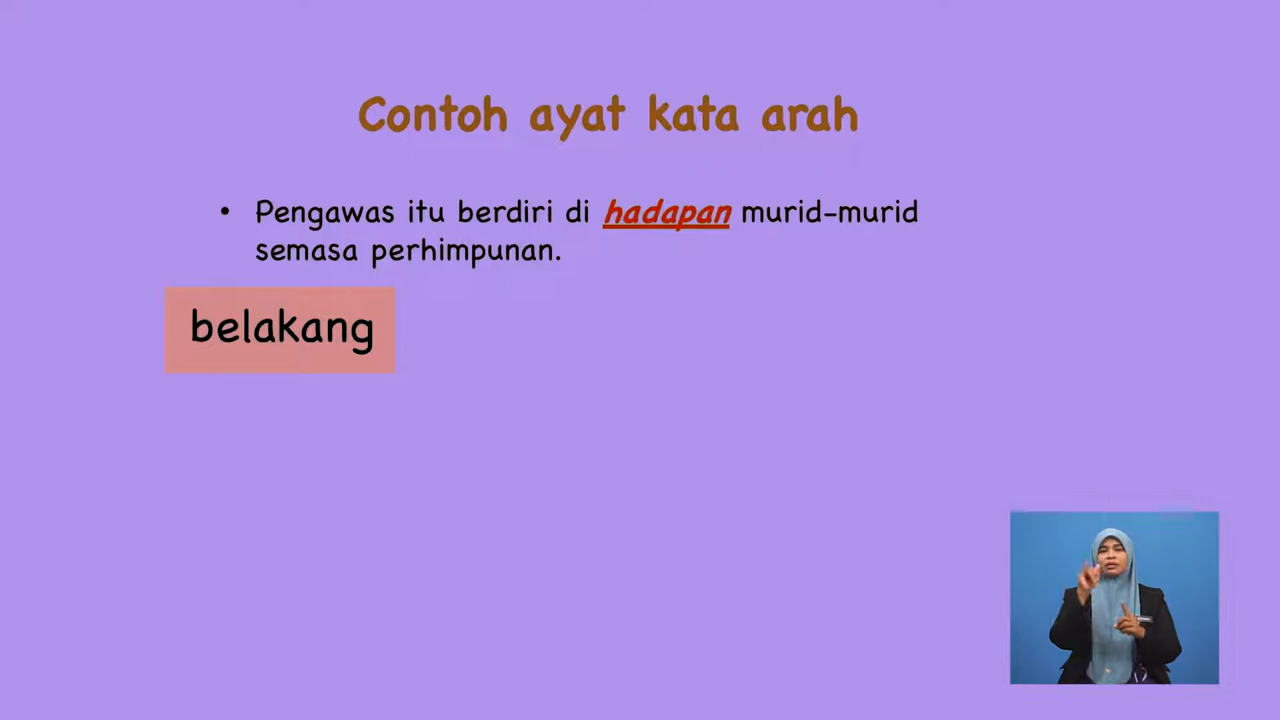 Contoh ayat kata arah
• Pengawas itu berdiri di hadapan murid-murid
semasa perhimpunan.
belakang